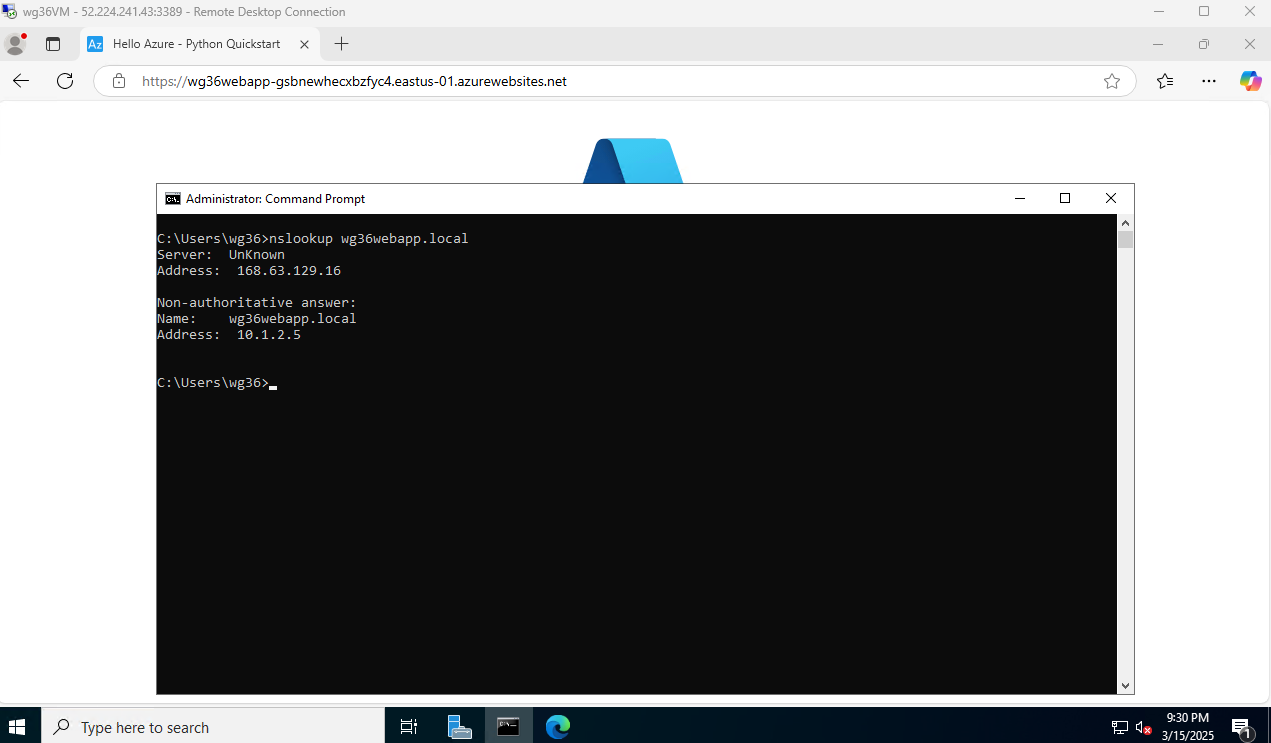 wg36VM - 52.224.241.43:3389 - Remote Desktop Connection
Az Hello Azure - Python Quickstart
https://wg36webapp-gsbnewhecxbzfyc4.eastus-01.azurewebsites.net
C:\. Administrator: Command Prompt
C:\Users\wg36>nslookup wg36webapp.local
Server:  UnKnown
Address:  168.63.129.16
Non-authoritative answer:
Name:    wg36webapp.local
Address:  10.1.2.5
C:\Users\wg36>
Type here to search
9:30 PM
3/15/2025
1